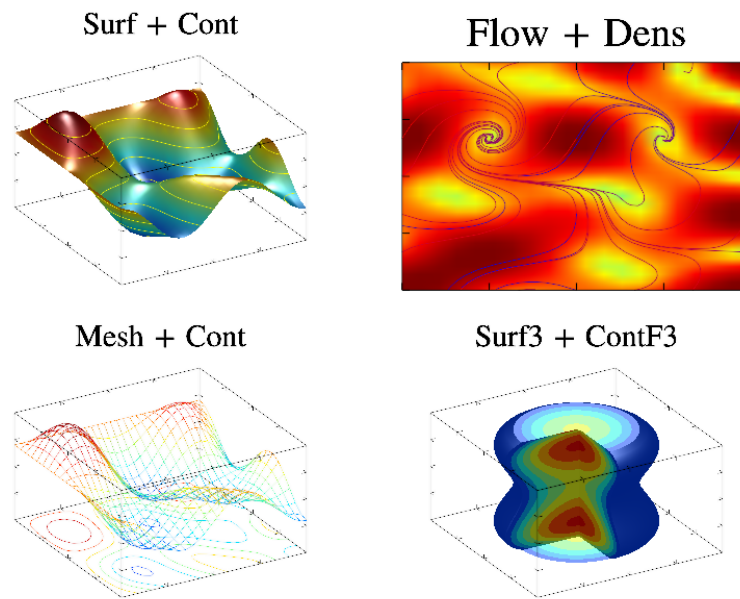 Surf + Cont
Flow + Dens
Mesh + Cont
Surf3 + ContF3